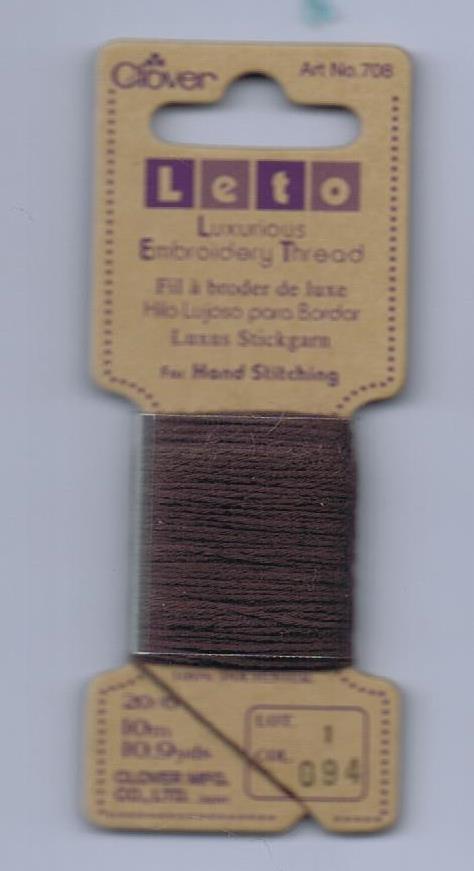 Clover
Art No.708
Leto
Luxurious
Embroidery Thread
Fil à broder de luxe
Hilo Lujoso para Bordar
Luxus Stickgarn
For Hand Stitching
10m
10.9yds
CLOVER MFG.
CO.,LTD. Japan
LOT. 1
COL. 094